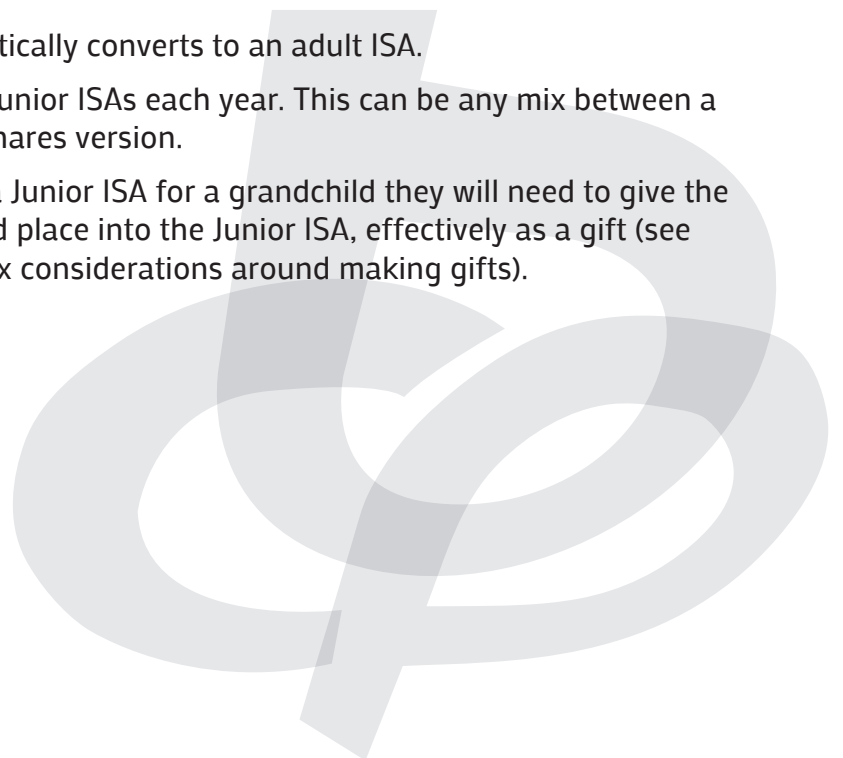 tically converts to an adult ISA.
unior ISAs each year. This can be any mix between a
hares version.
Junior ISA for a grandchild they will need to give the
d place into the Junior ISA, effectively as a gift (see
x considerations around making gifts).